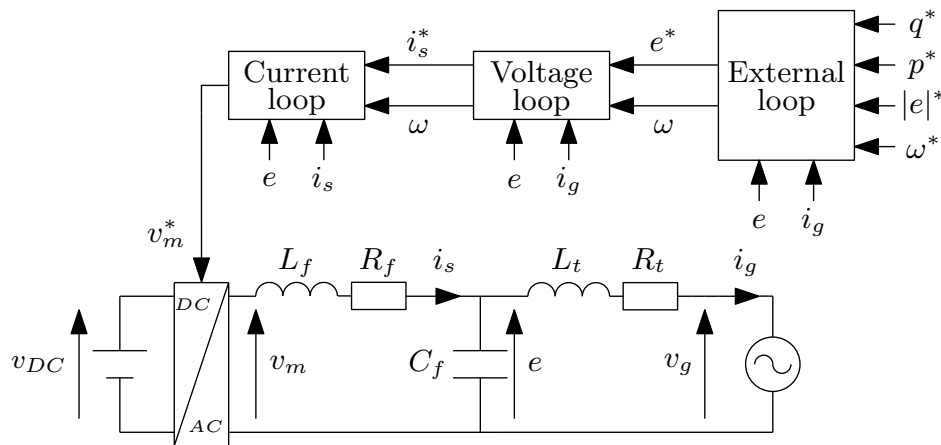 q*
i_s* e* p*
Current loop
Voltage loop
External loop
|e|*
ω ω ω*
e i_s e i_g
e i_g
v_m*
L_f R_f i_s L_t R_t i_g
DC
v_DC v_m C_f e v_g
AC